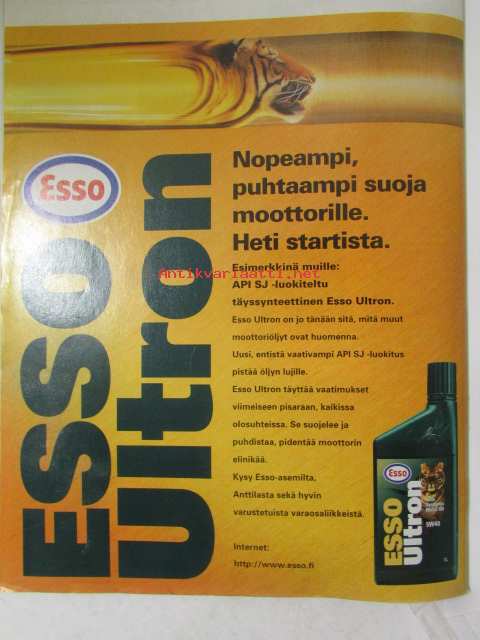 Esso
ESSO
Ultron
Nopeampi,
puhtaampi suoja
moottorille.
Heti startista.
Esimerkkinä muille:
Antikvariaatti.net
API SJ -luokiteltu
täyssynteettinen Esso Ultron.
Esso Ultron on jo tänään sitä, mitä muut
moottoriöljyt ovat huomenna.
Uusi, entistä vaativampi API SJ -luokitus
pistää öljyn lujille.
Esso Ultron täyttää vaatimukset
viimeiseen pisaraan, kaikissa
olosuhteissa. Se suojelee ja
puhdistaa, pidentää moottorin
elinikää.
Kysy Esso-asemilta,
Anttilasta sekä hyvin
varustetuista varaosaliikkeistä.
Internet:
http://www.esso.fi
Esso
ESSO
Ultron
5W40
1L